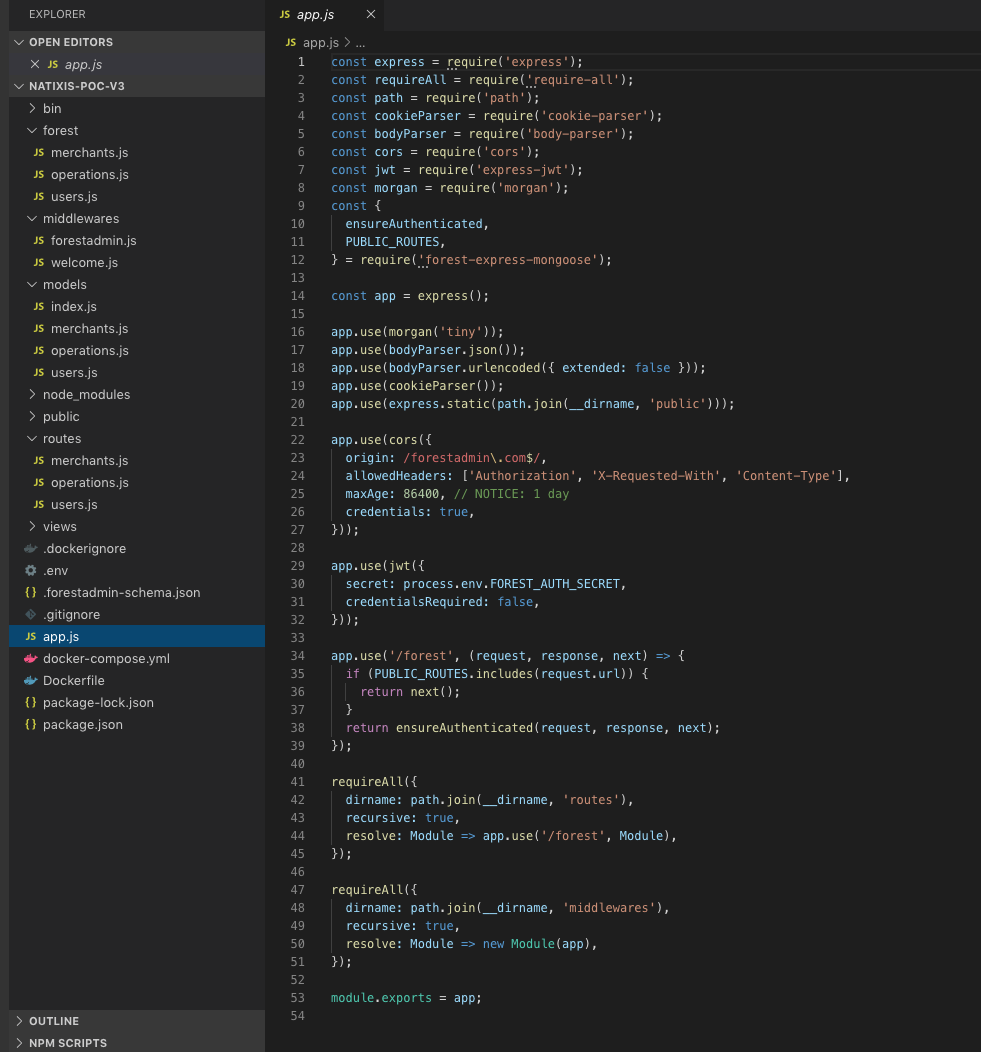 EXPLORER
OPEN EDITORS
JS app.js
NATIXIS-POC-V3
bin
forest
JS merchants.js
JS operations.js
JS users.js
middlewares
JS forestadmin.js
JS welcome.js
models
JS index.js
JS merchants.js
JS operations.js
JS users.js
node_modules
public
routes
JS merchants.js
JS operations.js
JS users.js
views
.dockerignore
.env
{} .forestadmin-schema.json
.gitignore
JS app.js
docker-compose.yml
Dockerfile
{} package-lock.json
{} package.json
OUTLINE
NPM SCRIPTS
JS app.js
JS app.js > ...
1 const express = require('express');
2 const requireAll = require('require-all');
3 const path = require('path');
4 const cookieParser = require('cookie-parser');
5 const bodyParser = require('body-parser');
6 const cors = require('cors');
7 const jwt = require('express-jwt');
8 const morgan = require('morgan');
9 const {
10 ensureAuthenticated,
11 PUBLIC_ROUTES,
12 } = require('forest-express-mongoose');
13
14 const app = express();
15
16 app.use(morgan('tiny'));
17 app.use(bodyParser.json());
18 app.use(bodyParser.urlencoded({ extended: false }));
19 app.use(cookieParser());
20 app.use(express.static(path.join(__dirname, 'public')));
21
22 app.use(cors({
23 origin: /forestadmin\.com$/,
24 allowedHeaders: ['Authorization', 'X-Requested-With', 'Content-Type'],
25 maxAge: 86400, // NOTICE: 1 day
26 credentials: true,
27 }));
28
29 app.use(jwt({
30 secret: process.env.FOREST_AUTH_SECRET,
31 credentialsRequired: false,
32 }));
33
34 app.use('/forest', (request, response, next) => {
35 if (PUBLIC_ROUTES.includes(request.url)) {
36 return next();
37 }
38 return ensureAuthenticated(request, response, next);
39 });
40
41 requireAll({
42 dirname: path.join(__dirname, 'routes'),
43 recursive: true,
44 resolve: Module => app.use('/forest', Module),
45 });
46
47 requireAll({
48 dirname: path.join(__dirname, 'middlewares'),
49 recursive: true,
50 resolve: Module => new Module(app),
51 });
52
53 module.exports = app;
54